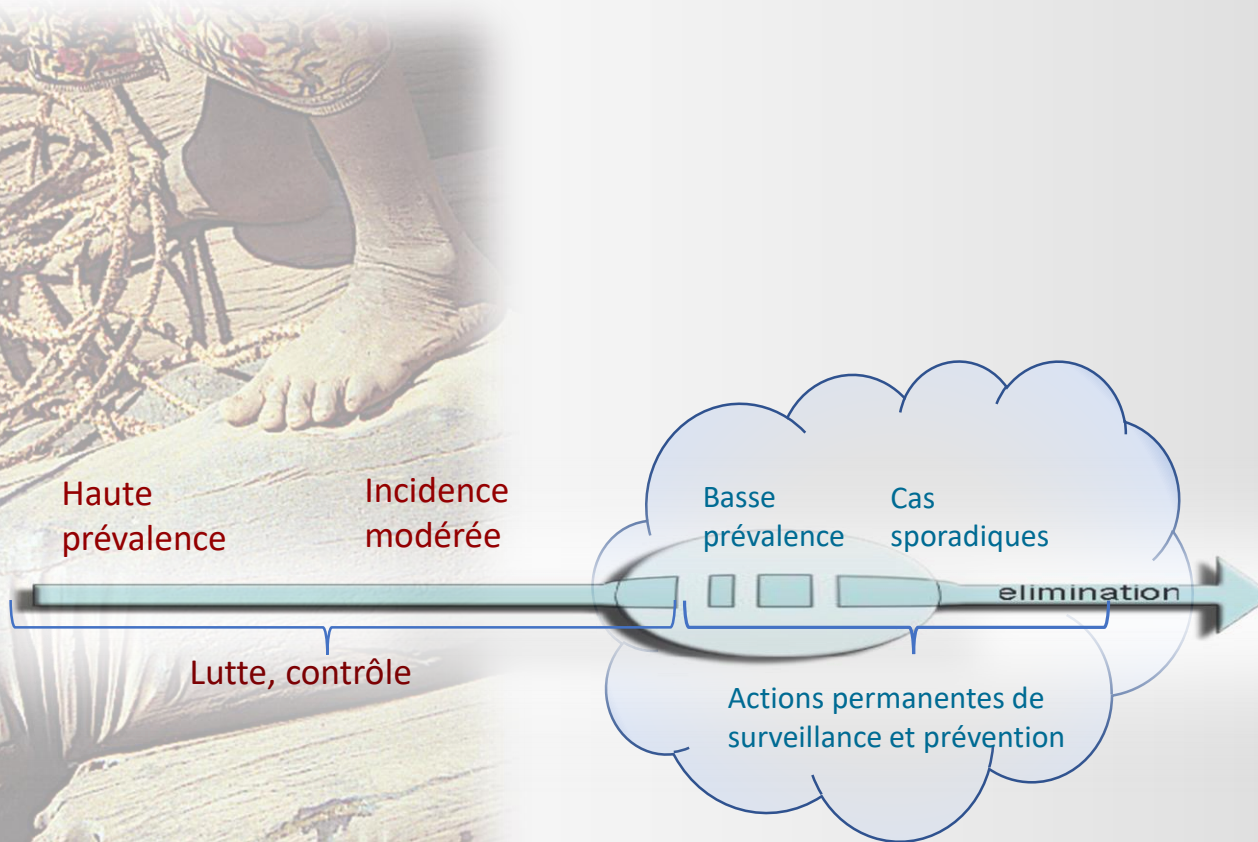 Haute
prévalence
Incidence
modérée
Basse
prévalence
Cas
sporadiques
elimination
Lutte, contrôle
Actions permanentes de
surveillance et prévention